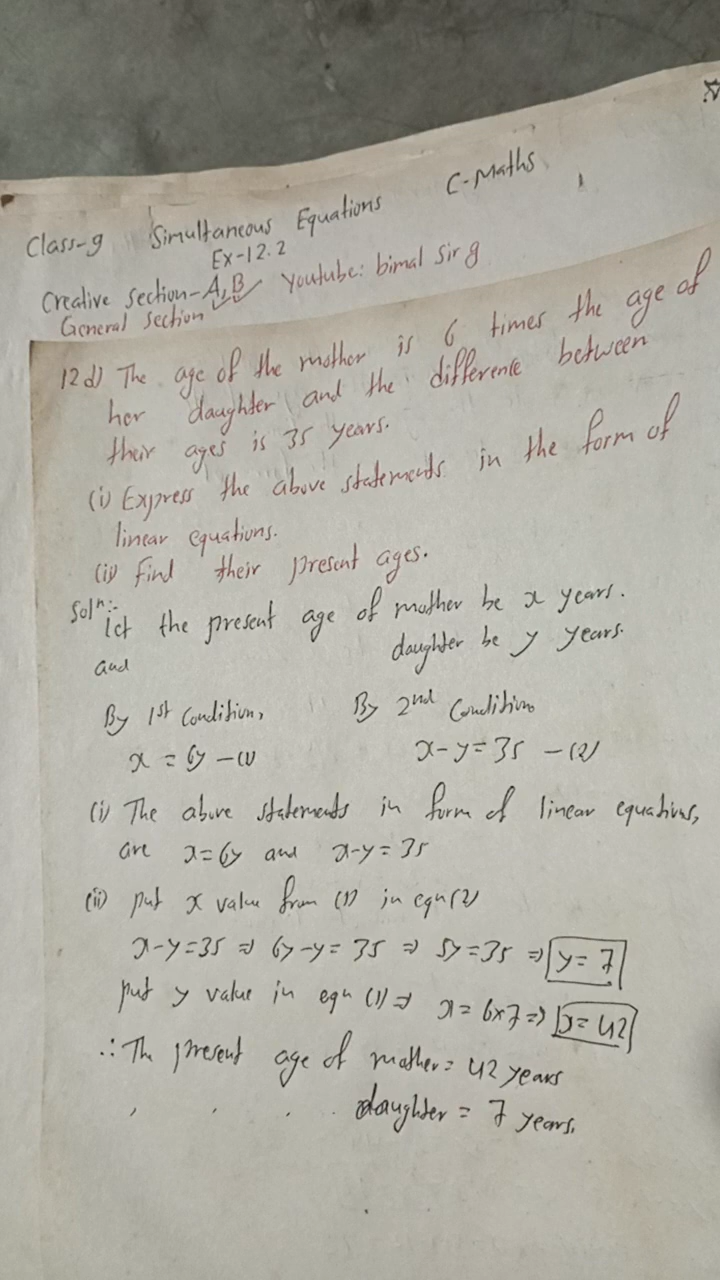 Class-9 Simultaneous Equations C-Maths
Ex-12.2
Creative Section-A,B Youtube: bimal Sir g
General Section
12 d) The age of the mother is 6 times the age of
her daughter and the difference between
their ages is 35 years.
(i) Express the above statements in the form of
linear equations.
(ii) find their present ages.
Solⁿ:-
let the present age of mother be x years.
and daughter be y years.
By 1st Condition, By 2nd Condition,
x = 6y -(1) x-y=35 -(2)
(i) The above statements in form of linear equations,
are x=6y and x-y=35
(ii) put x value from (1) in eqn(2)
x-y=35 ⇒ 6y-y=35 ⇒ 5y=35 ⇒ y=7
put y value in eqn (1) ⇒ x=6×7 ⇒ x=42
∴ The present age of mother = 42 years
, , . daughter = 7 years.